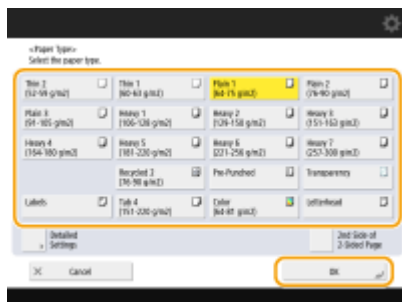 <Paper Type>
Select the paper type.
Thin 2 Thin 1 Plain 1 Plain 2
(52-59 g/m2) (60-63 g/m2) (64-75 g/m2) (76-90 g/m2)
Plain 3 Heavy 1 Heavy 2 Heavy 3
(91-105 g/m2) (106-128 g/m2) (129-150 g/m2) (151-163 g/m2)
Heavy 4 Heavy 5 Heavy 6 Heavy 7
(164-180 g/m2) (181-220 g/m2) (221-256 g/m2) (257-300 g/m2)
Recycled 2 Pre-Punched Transparency
(76-90 g/m2)
Labels Tab 4 Color Letterhead
(151-220 g/m2) (64-81 g/m2)
Detailed 2nd Side of
Settings 2-Sided Page
Cancel OK